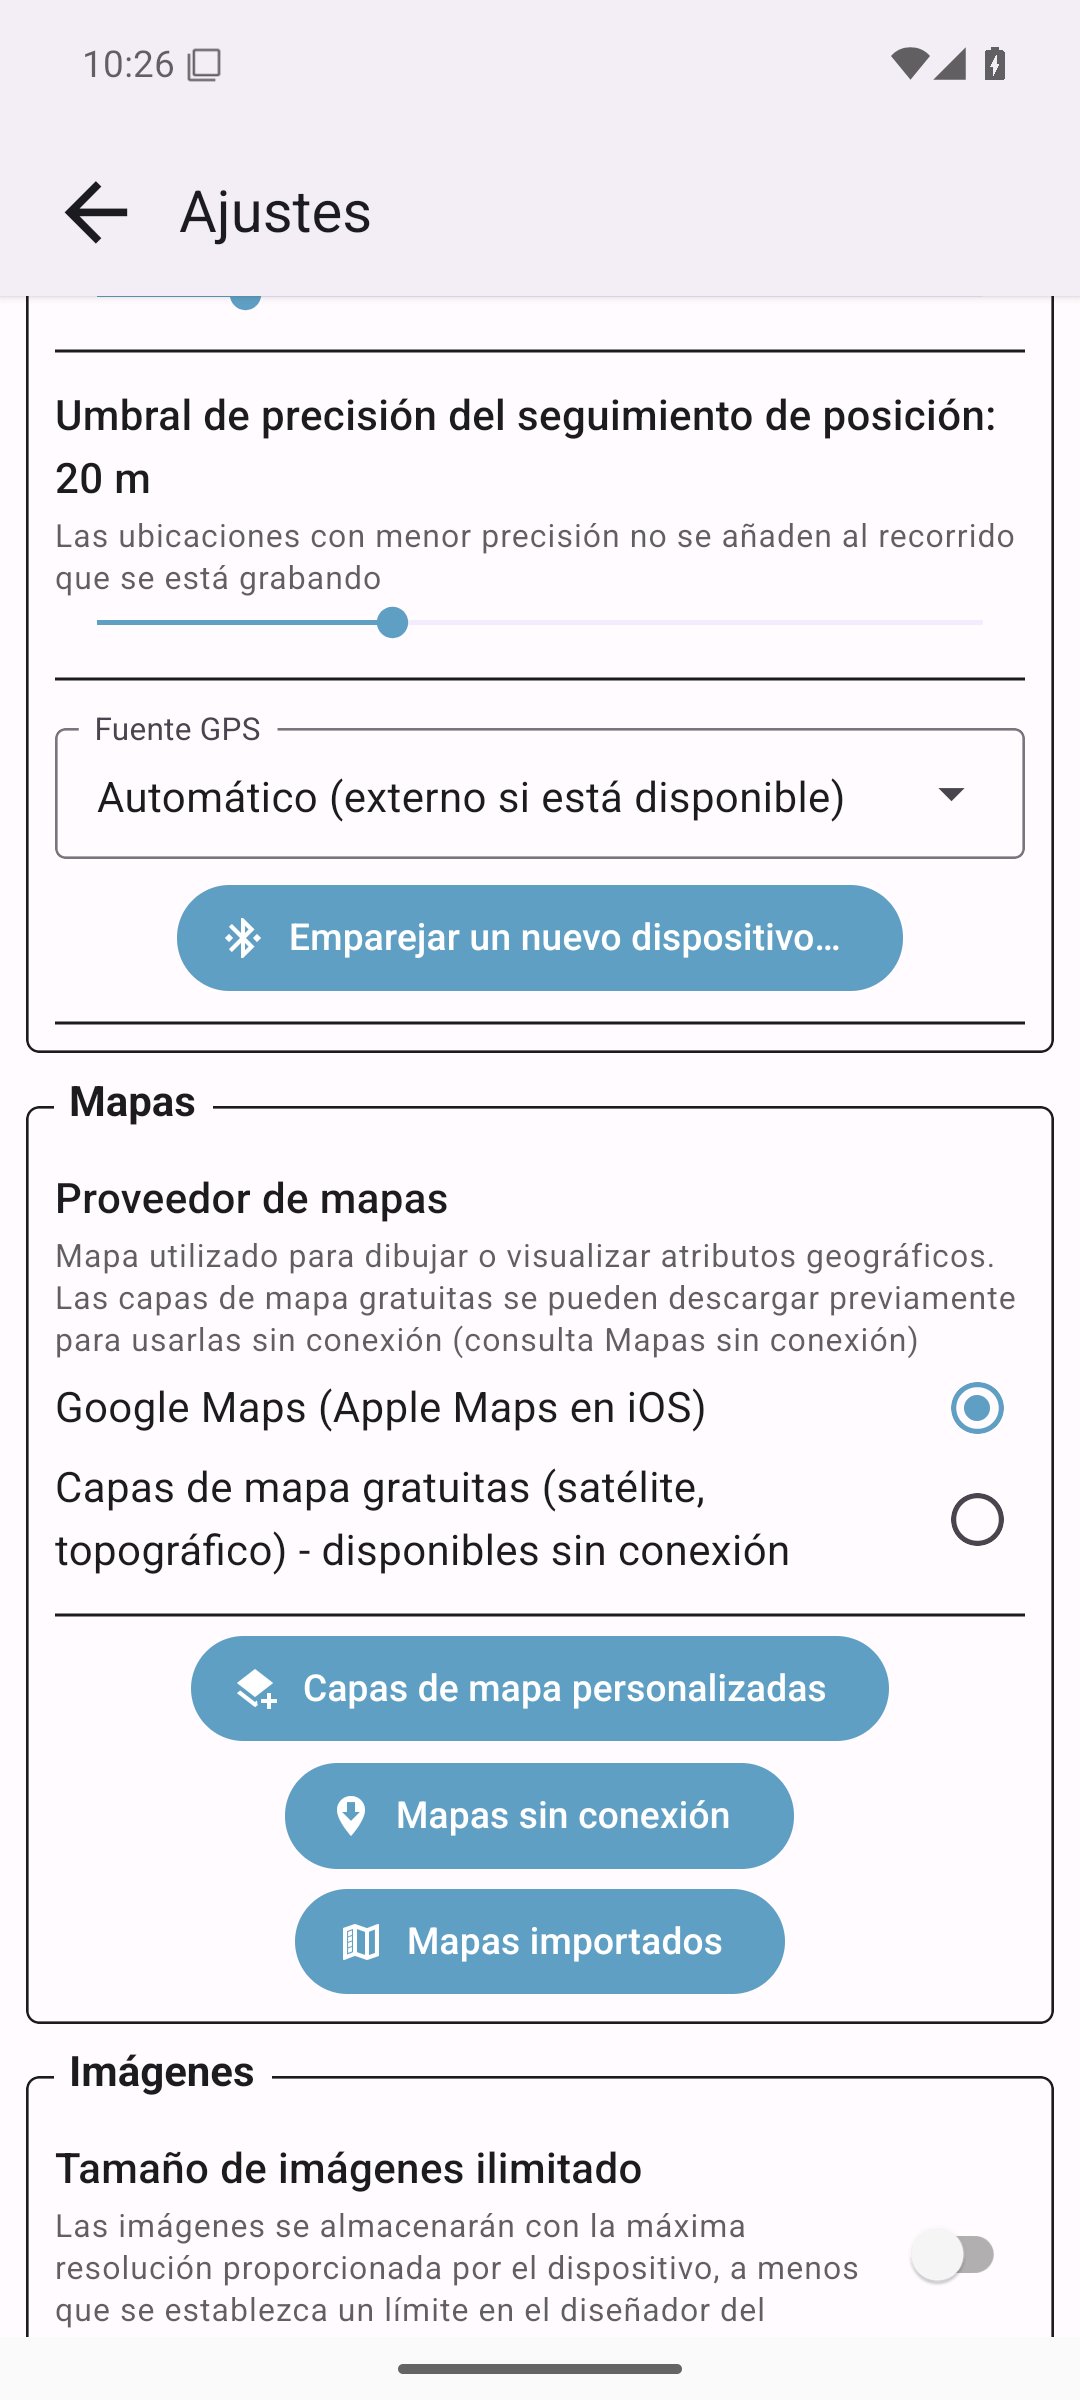 10:26
Ajustes
Umbral de precisión del seguimiento de posición:
20 m
Las ubicaciones con menor precisión no se añaden al recorrido
que se está grabando
Fuente GPS
Automático (externo si está disponible)
Emparejar un nuevo dispositivo...
Mapas
Proveedor de mapas
Mapa utilizado para dibujar o visualizar atributos geográficos.
Las capas de mapa gratuitas se pueden descargar previamente
para usarlas sin conexión (consulta Mapas sin conexión)
Google Maps (Apple Maps en iOS)
Capas de mapa gratuitas (satélite,
topográfico) - disponibles sin conexión
Capas de mapa personalizadas
Mapas sin conexión
Mapas importados
Imágenes
Tamaño de imágenes ilimitado
Las imágenes se almacenarán con la máxima
resolución proporcionada por el dispositivo, a menos
que se establezca un límite en el diseñador del